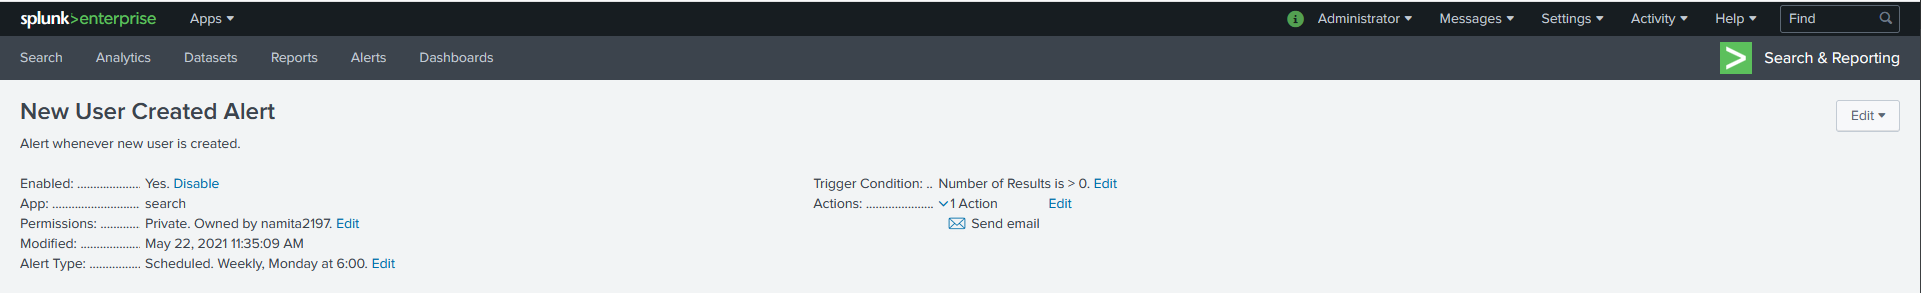 splunk>enterprise Apps Administrator Messages Settings Activity Help Find
Search Analytics Datasets Reports Alerts Dashboards Search & Reporting
New User Created Alert
Edit
Alert whenever new user is created.
Enabled: .................... Yes. Disable
App: ........................... search
Permissions: ............ Private. Owned by namita2197. Edit
Modified: ................... May 22, 2021 11:35:09 AM
Alert Type: ................ Scheduled. Weekly, Monday at 6:00. Edit
Trigger Condition: .. Number of Results is > 0. Edit
Actions: ..................... 1 Action Edit
Send email